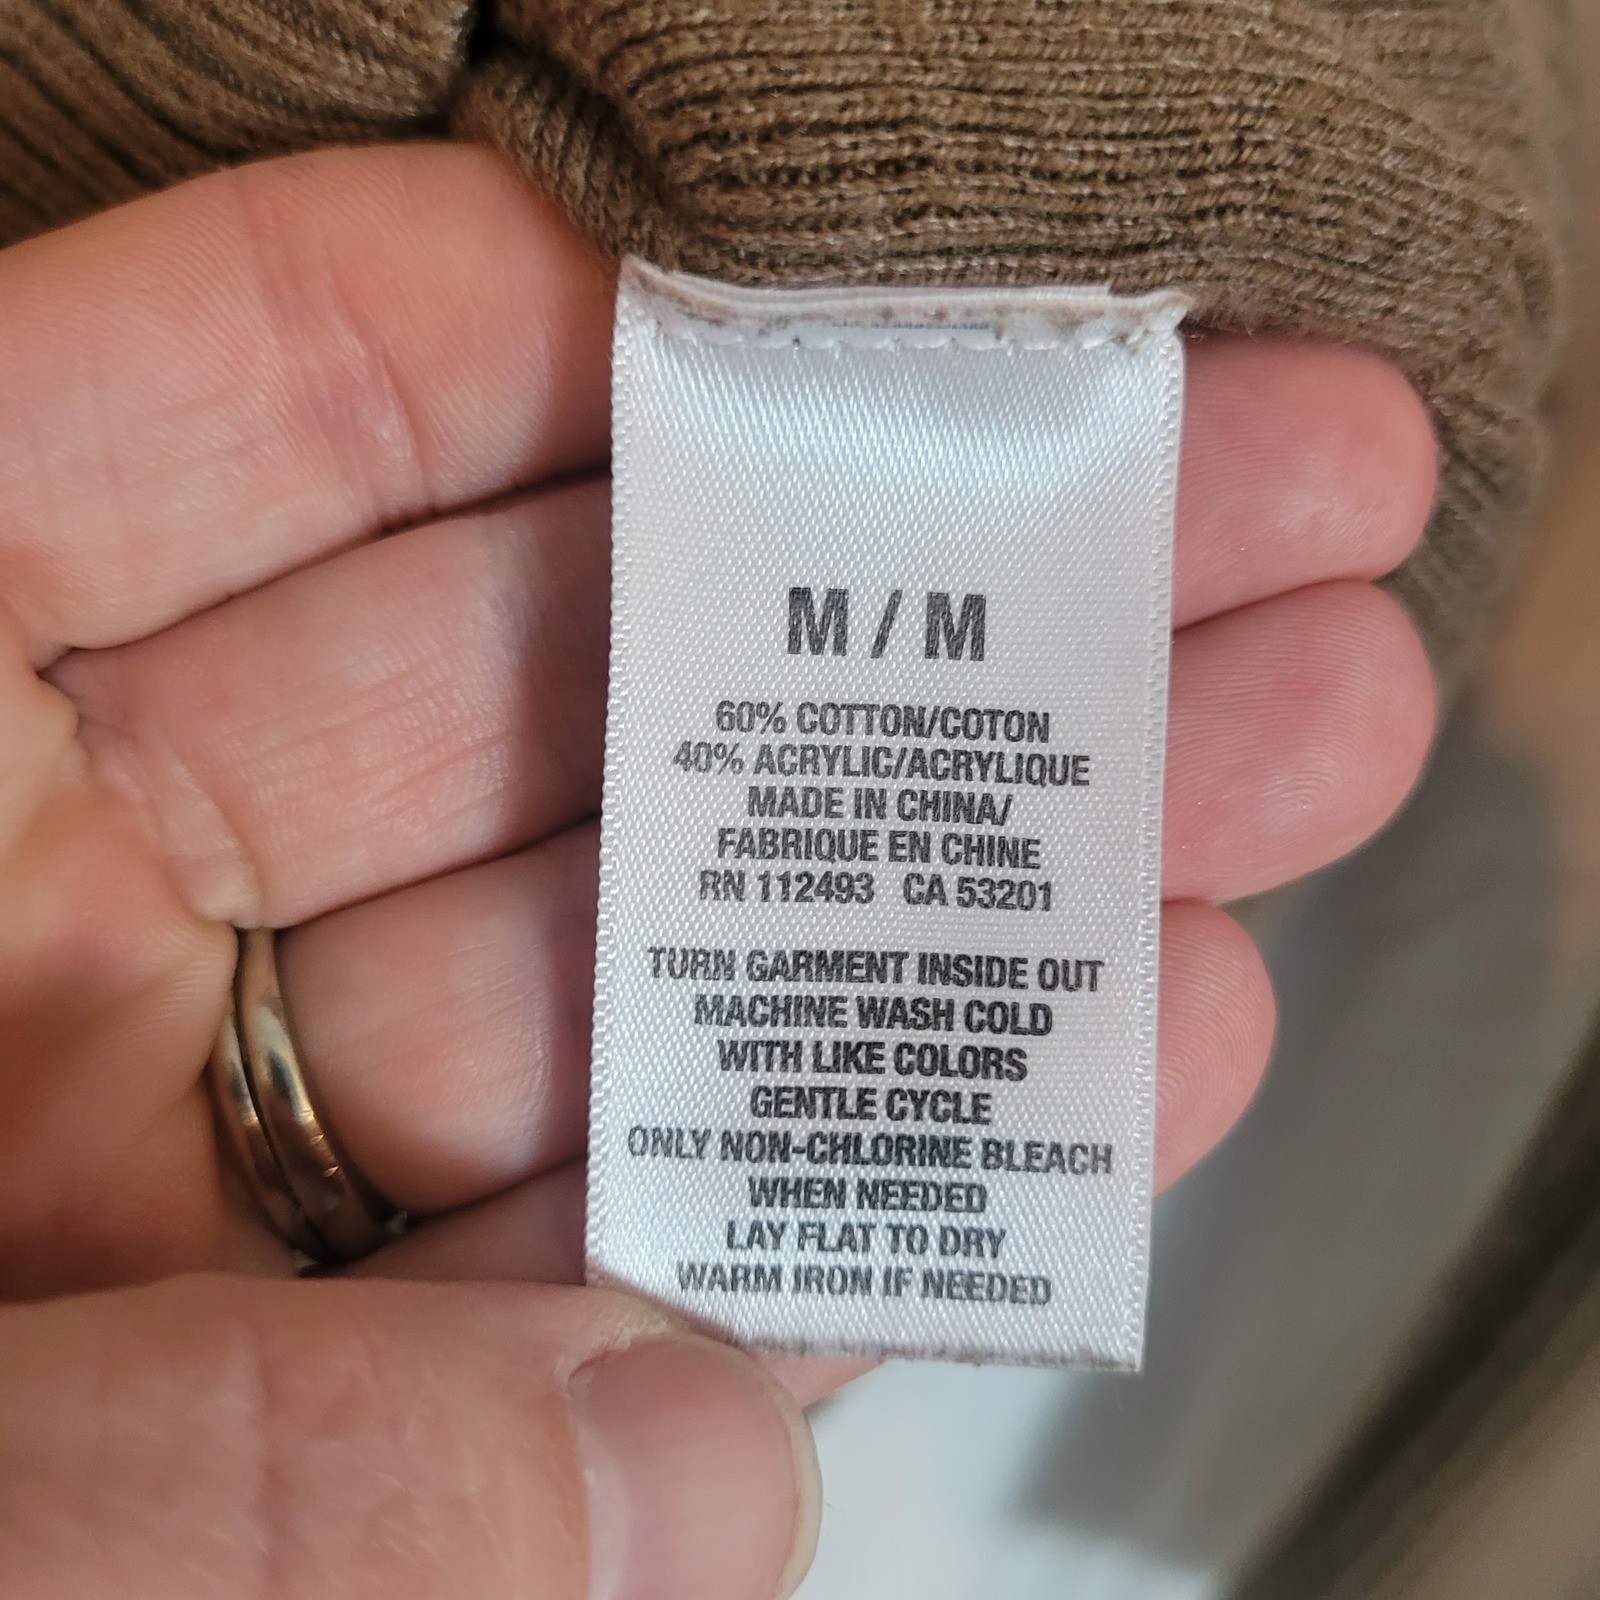 M / M
60% COTTON/COTON
40% ACRYLIC/ACRYLIQUE
MADE IN CHINA/
FABRIQUE EN CHINE
RN 112493 CA 53201
TURN GARMENT INSIDE OUT
MACHINE WASH COLD
WITH LIKE COLORS
GENTLE CYCLE
ONLY NON-CHLORINE BLEACH
WHEN NEEDED
LAY FLAT TO DRY
WARM IRON IF NEEDED